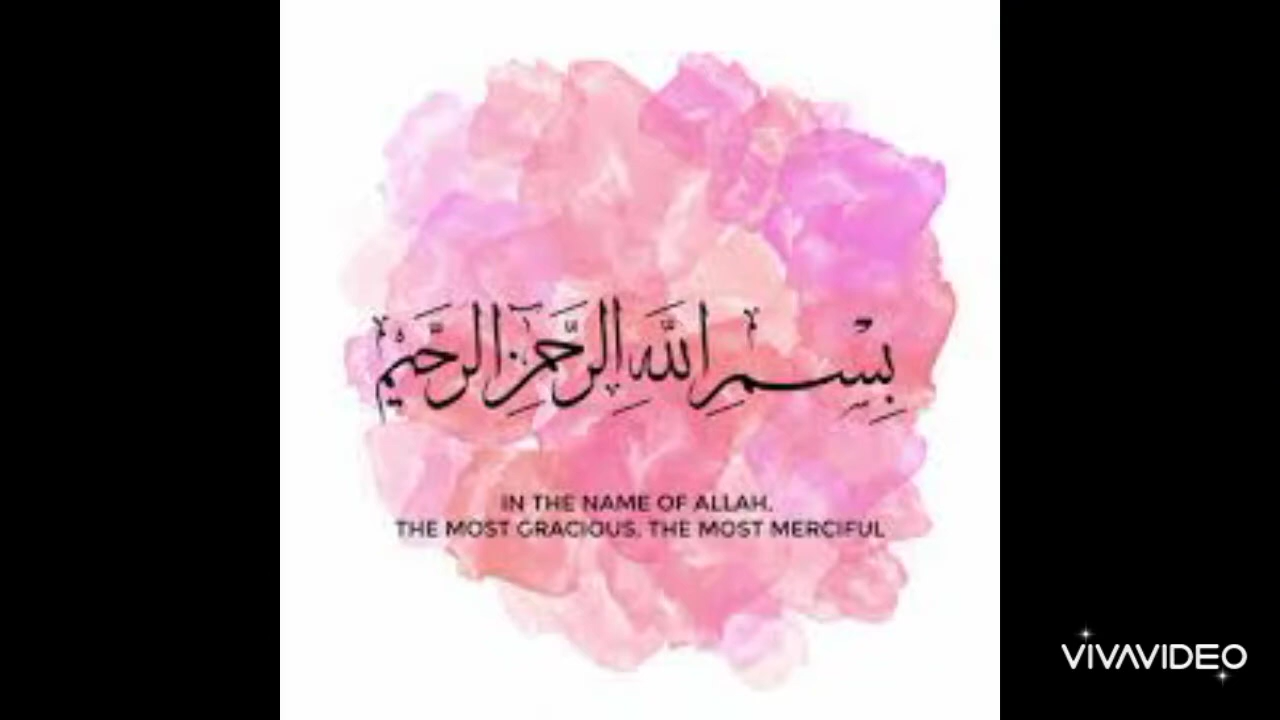 بِسْمِ اللَّهِ الرَّحْمَٰنِ الرَّحِيمِ
IN THE NAME OF ALLAH,
THE MOST GRACIOUS, THE MOST MERCIFUL
VIVAVIDEO